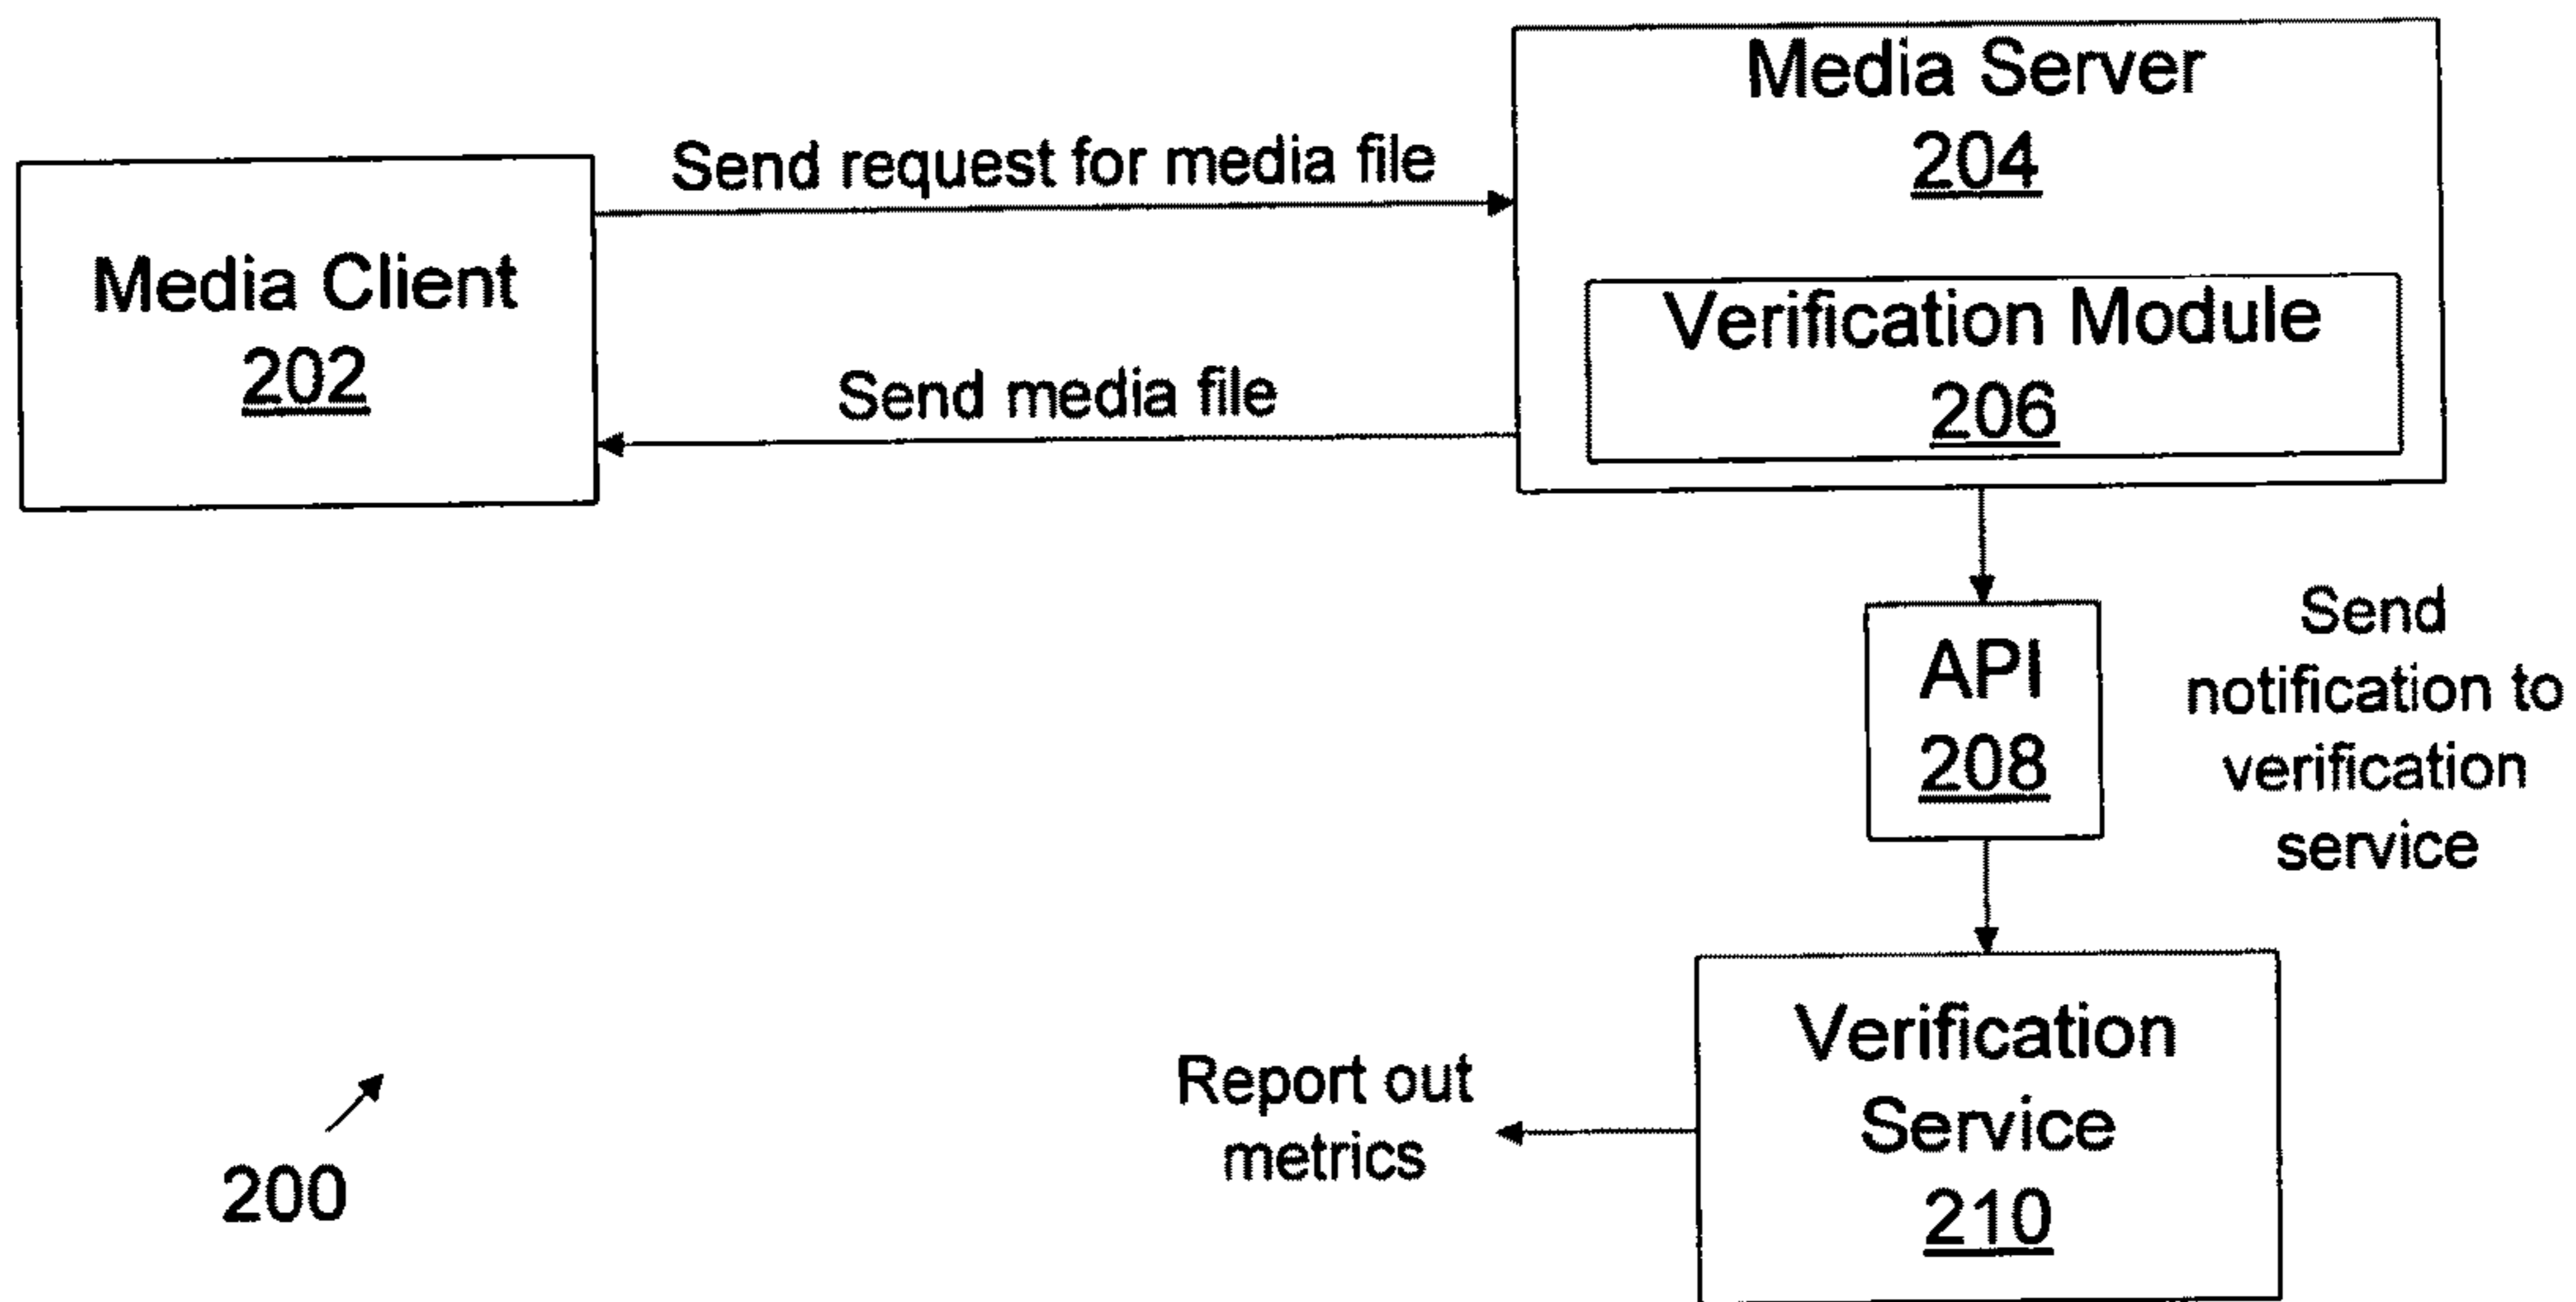 Media Server
204
Send request for media file
Media Client
202
Verification Module
206
Send media file
API
208
Send
notification to
verification
service
Verification
Service
210
Report out
metrics
200